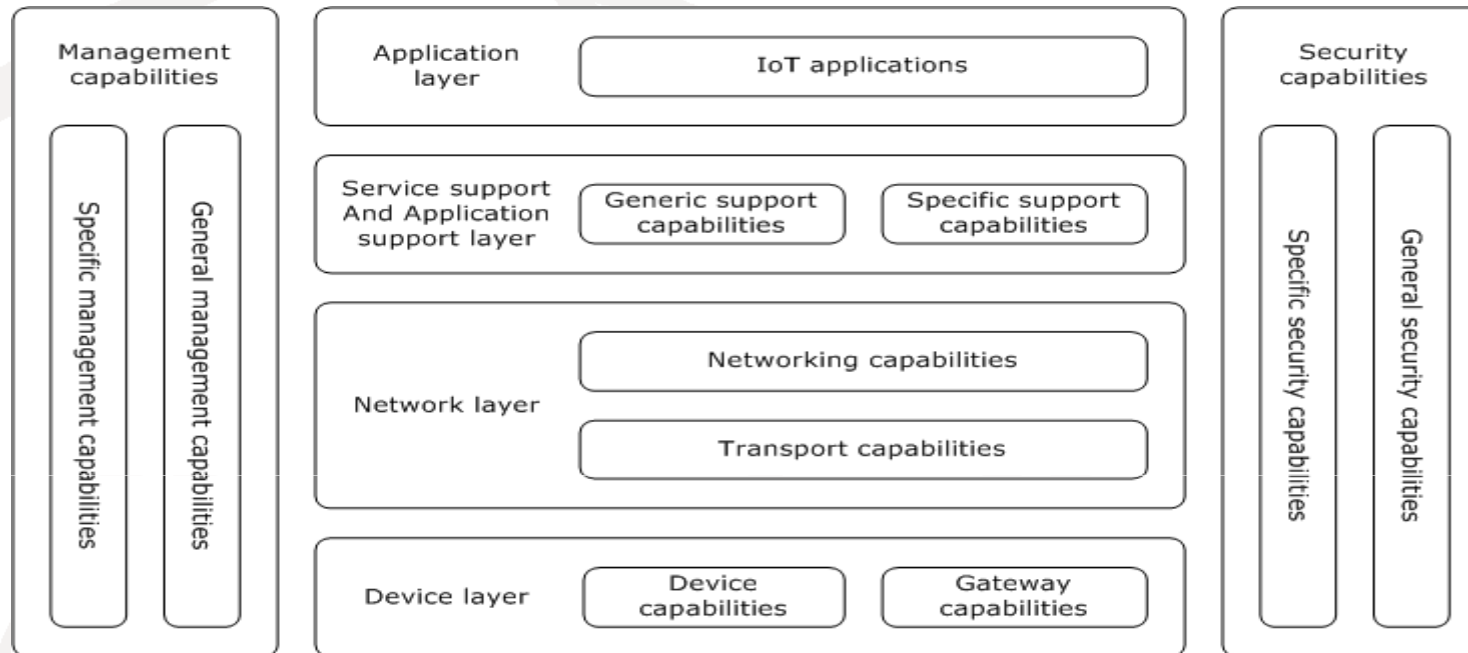 Management
capabilities
Specific management capabilities
General management capabilities
Application
layer
IoT applications
Service support
And Application
support layer
Generic support
capabilities
Specific support
capabilities
Network layer
Networking capabilities
Transport capabilities
Device layer
Device
capabilities
Gateway
capabilities
Security
capabilities
Specific security capabilities
General security capabilities